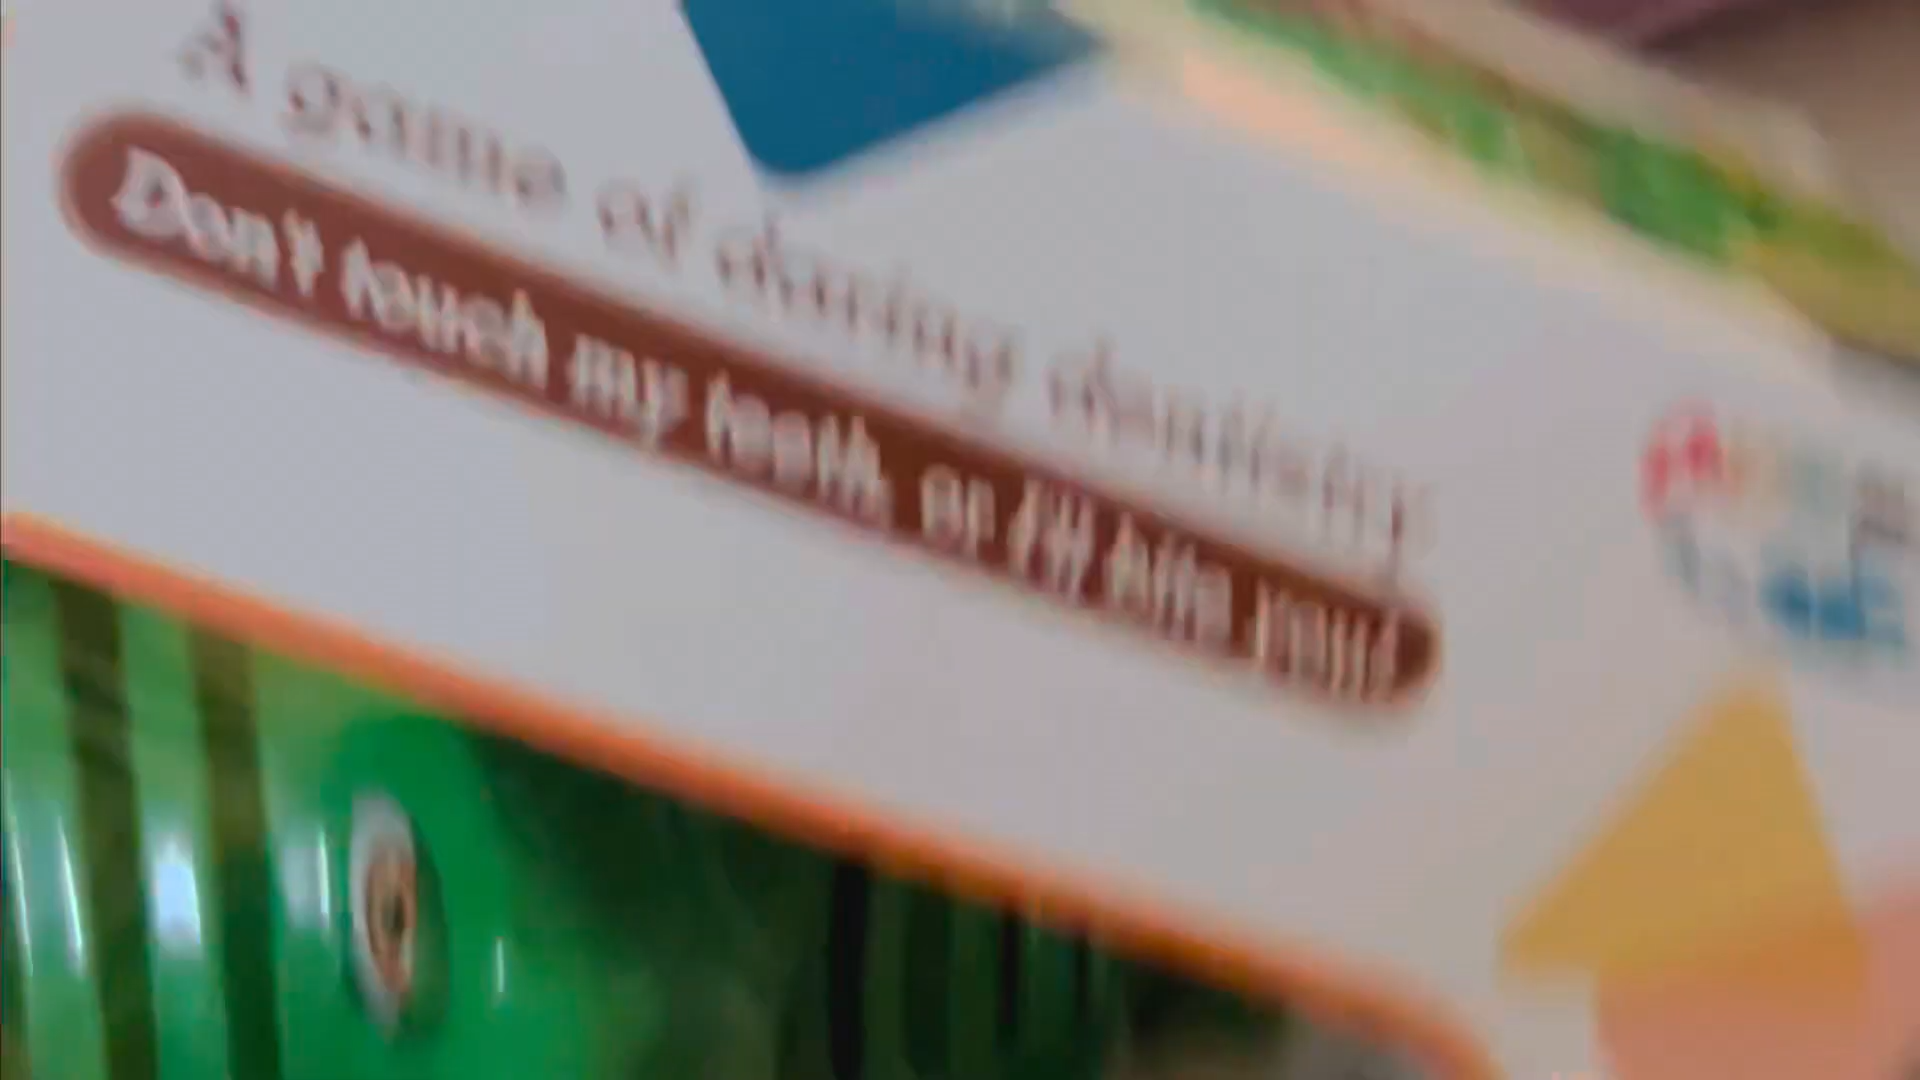 A game of daring dentistry
Don't touch my teeth, or I'll bite you!